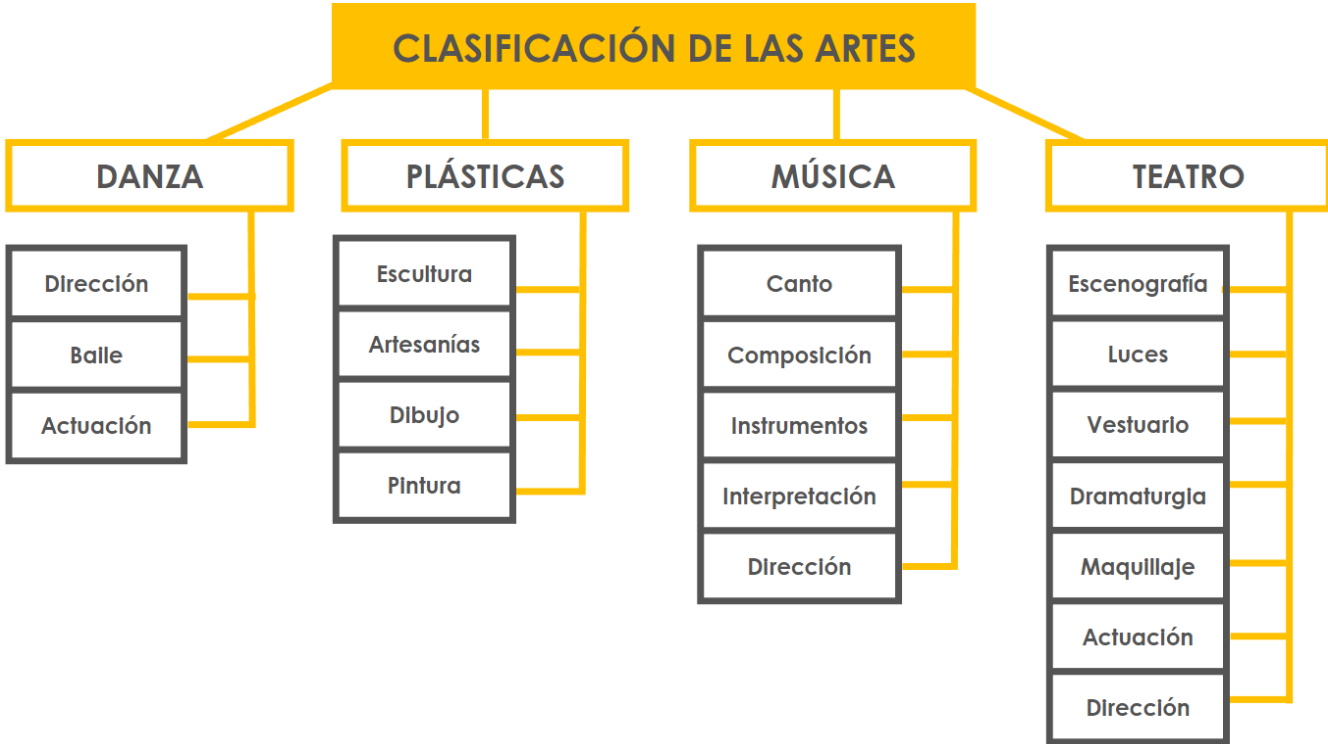 CLASIFICACIÓN DE LAS ARTES
DANZA
Dirección
Baile
Actuación
PLÁSTICAS
Escultura
Artesanías
Dibujo
Pintura
MÚSICA
Canto
Composición
Instrumentos
Interpretación
Dirección
TEATRO
Escenografía
Luces
Vestuario
Dramaturgia
Maquillaje
Actuación
Dirección